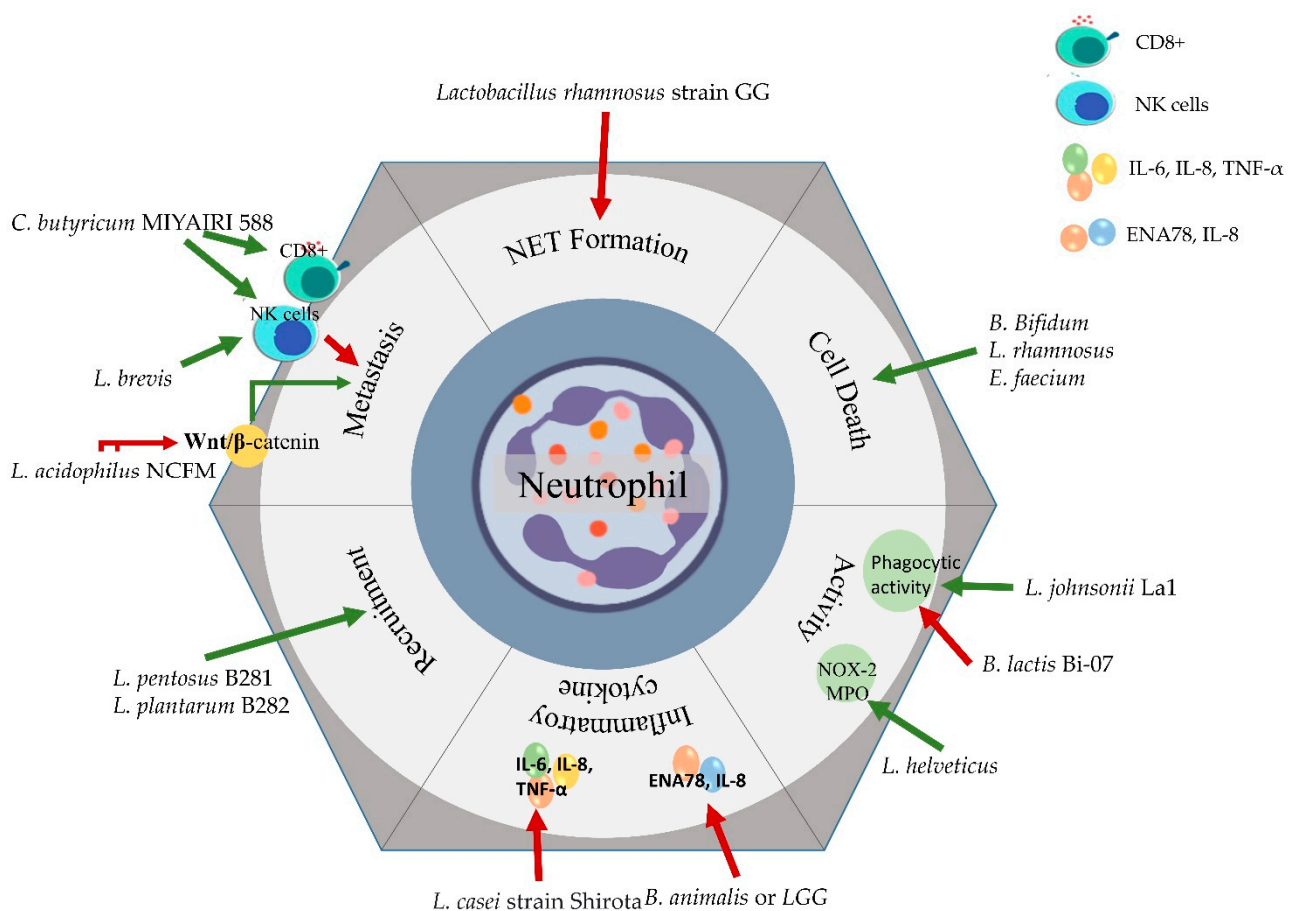 CD8+
NK cells
IL-6, IL-8, TNF-α
ENA78, IL-8
Lactobacillus rhamnosus strain GG
NET Formation
C. butyricum MIYAIRI 588
CD8+
NK cells
L. brevis
Metastasis
Wnt/β-catenin
L. acidophilus NCFM
Cell Death
B. Bifidum
L. rhamnosus
E. faecium
Neutrophil
Activity
Phagocytic
activity
L. johnsonii La1
B. lactis Bi-07
NOX-2
MPO
L. helveticus
Recruitment
L. pentosus B281
L. plantarum B282
Inflammatroy
cytokine
IL-6, IL-8,
TNF-α
ENA78, IL-8
L. casei strain Shirota
B. animalis or LGG